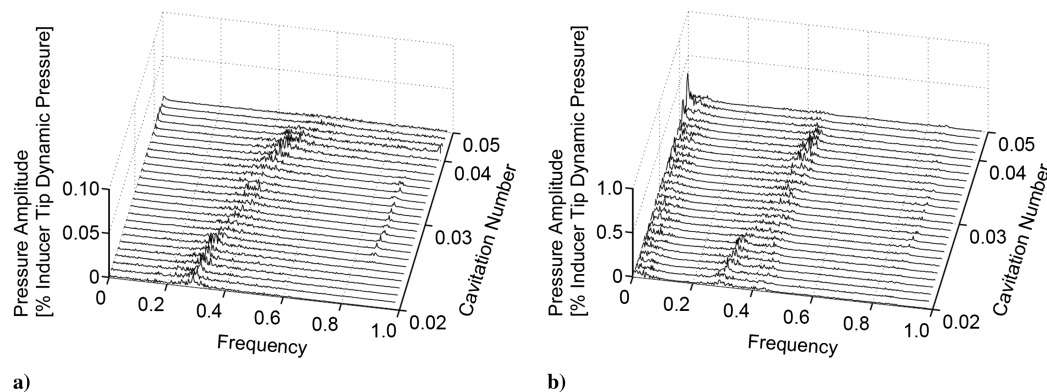 Pressure Amplitude
[% Inducer Tip Dynamic Pressure]
0.10
0.05
0
0
0.2
0.4
0.6
0.8
1.0
Frequency
0.02
0.03
0.04
0.05
Cavitation Number
a)
Pressure Amplitude
[% Inducer Tip Dynamic Pressure]
1.0
0.5
0
0
0.2
0.4
0.6
0.8
1.0
Frequency
0.02
0.03
0.04
0.05
Cavitation Number
b)